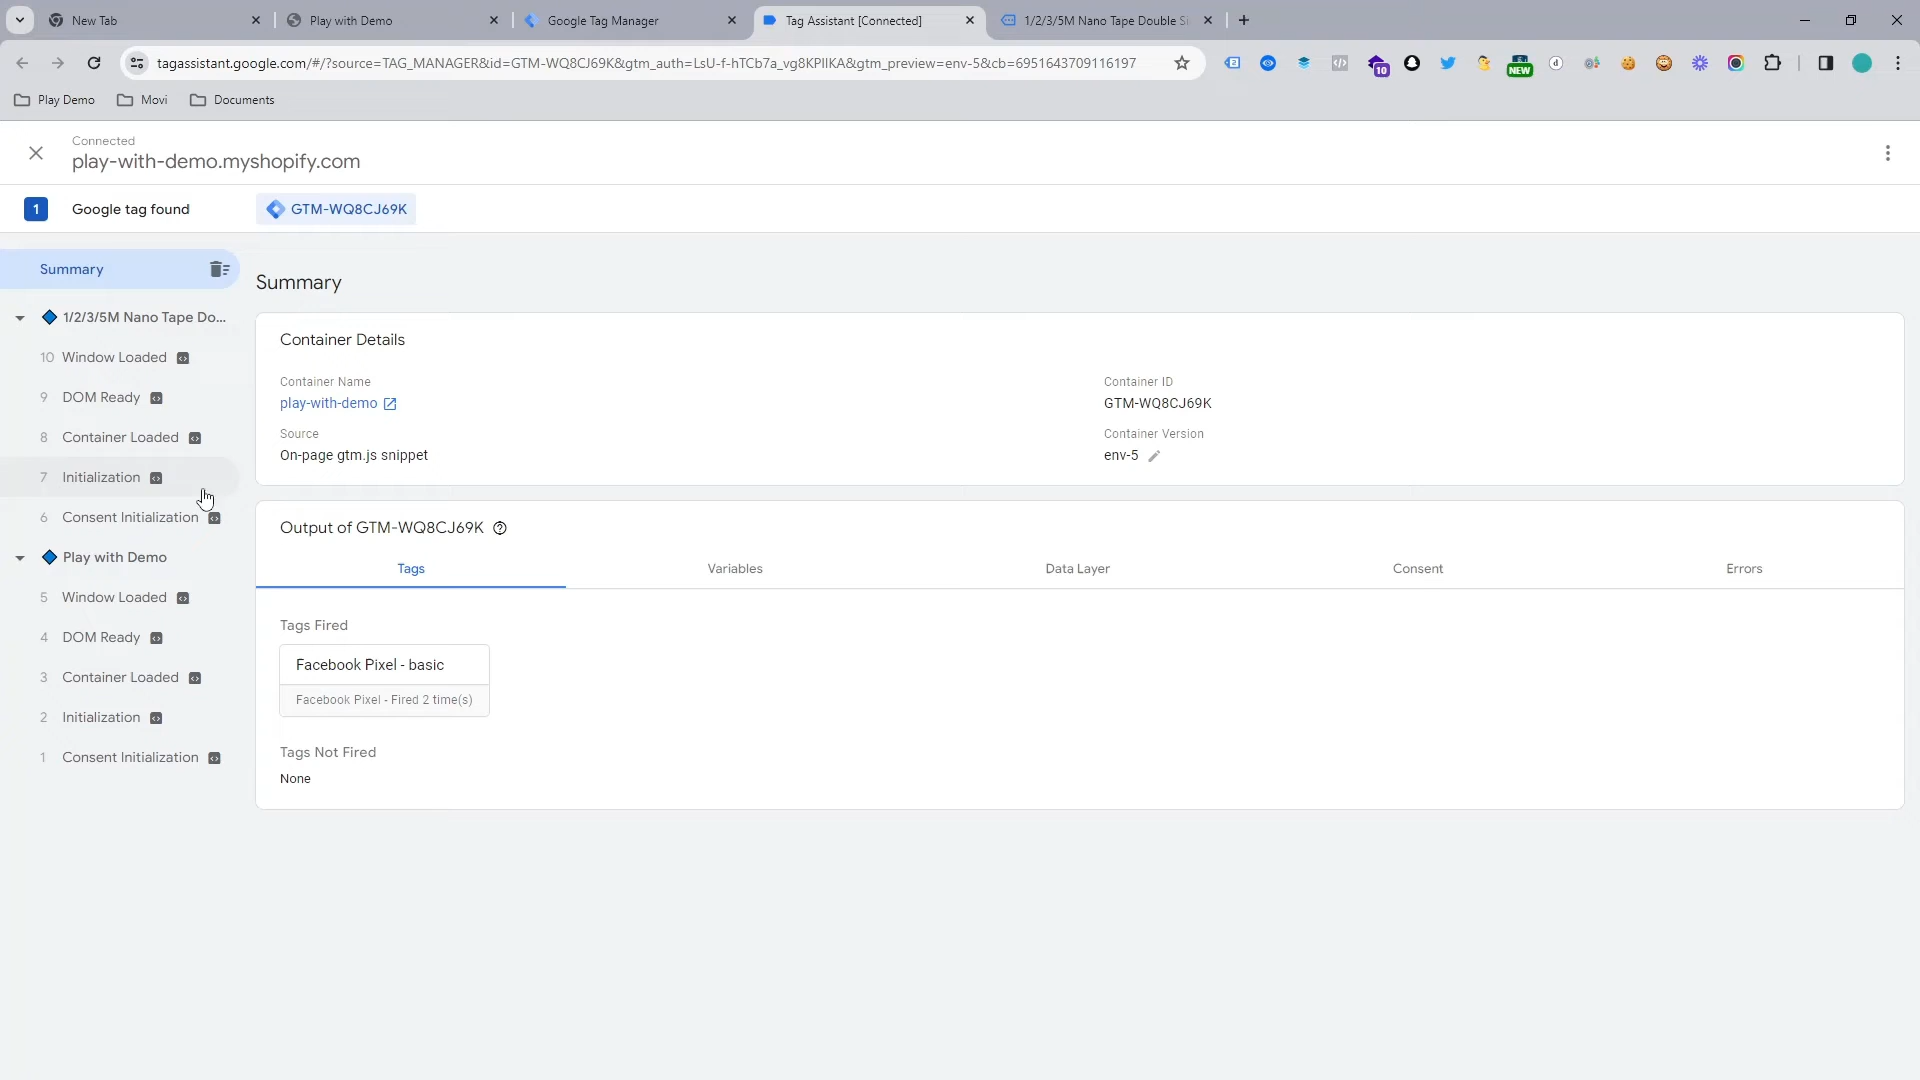 New Tab
Play with Demo
Google Tag Manager
Tag Assistant [Connected]
1/2/3/5M Nano Tape Double Si
tagassistant.google.com/#/?source=TAG_MANAGER&id=GTM-WQ8CJ69K&gtm_auth=LsU-f-hTCb7a_vg8KPIIKA&gtm_preview=env-5&cb=6951643709116197
10
NEW
Play Demo
Movi
Documents
Connected
play-with-demo.myshopify.com
1 Google tag found
GTM-WQ8CJ69K
Summary
1/2/3/5M Nano Tape Do...
10 Window Loaded
9 DOM Ready
8 Container Loaded
7 Initialization
6 Consent Initialization
Play with Demo
5 Window Loaded
4 DOM Ready
3 Container Loaded
2 Initialization
1 Consent Initialization
Summary
Container Details
Container Name
play-with-demo
Container ID
GTM-WQ8CJ69K
Source
On-page gtm.js snippet
Container Version
env-5
Output of GTM-WQ8CJ69K
Tags
Variables
Data Layer
Consent
Errors
Tags Fired
Facebook Pixel - basic
Facebook Pixel - Fired 2 time(s)
Tags Not Fired
None